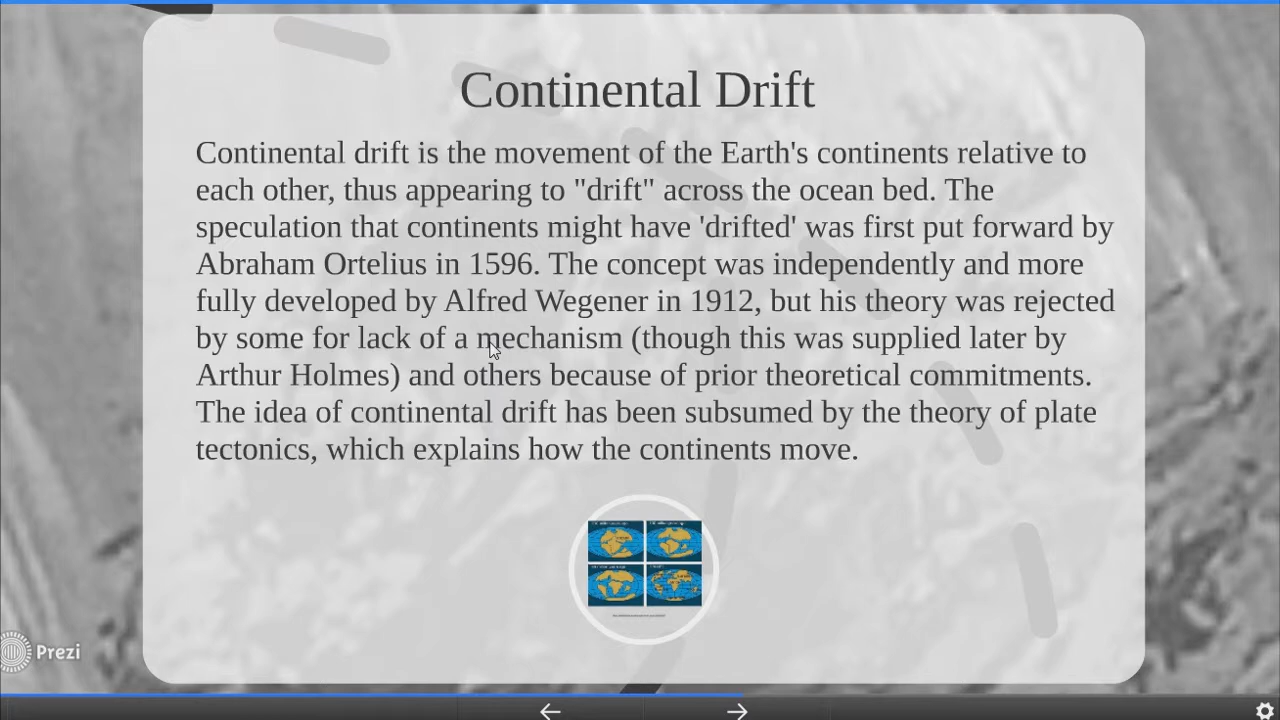 Continental Drift
Continental drift is the movement of the Earth's continents relative to
each other, thus appearing to "drift" across the ocean bed. The
speculation that continents might have 'drifted' was first put forward by
Abraham Ortelius in 1596. The concept was independently and more
fully developed by Alfred Wegener in 1912, but his theory was rejected
by some for lack of a mechanism (though this was supplied later by
Arthur Holmes) and others because of prior theoretical commitments.
The idea of continental drift has been subsumed by the theory of plate
tectonics, which explains how the continents move.
Prezi